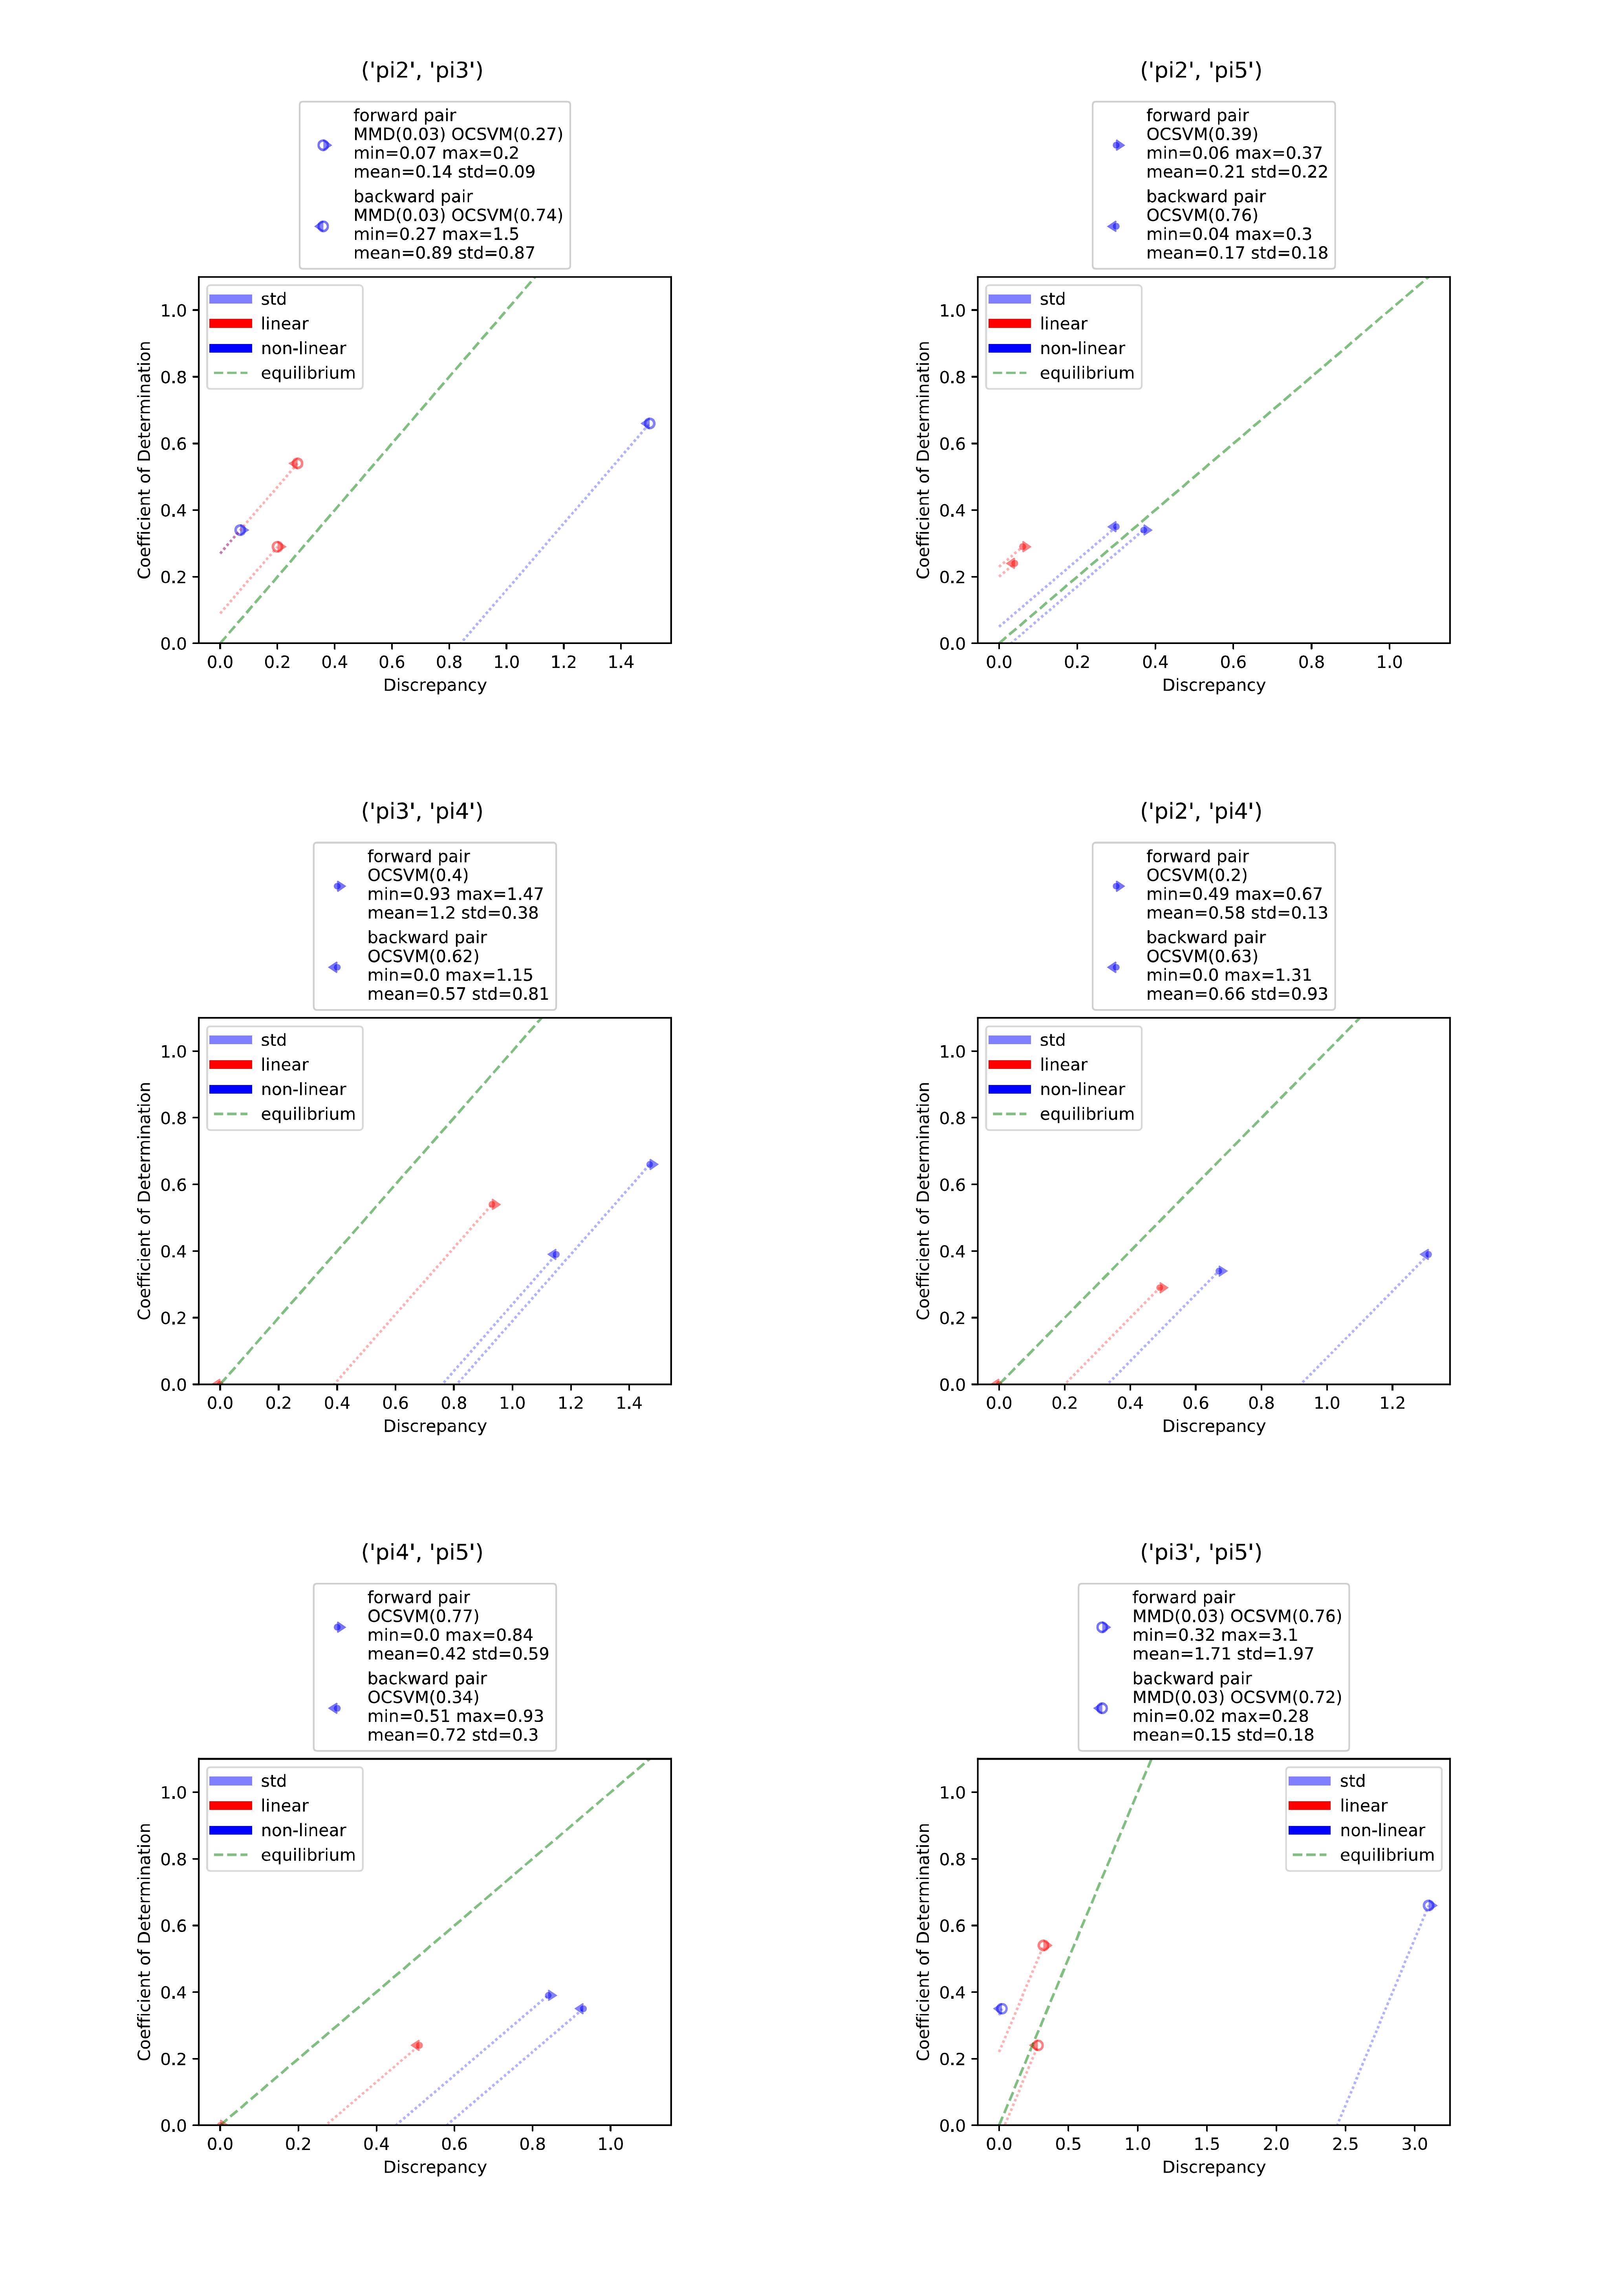 ('pi2', 'pi3')
forward pair
MMD(0.03) OCSVM(0.27)
min=0.07 max=0.2
mean=0.14 std=0.09
backward pair
MMD(0.03) OCSVM(0.74)
min=0.27 max=1.5
mean=0.89 std=0.87
std
linear
non-linear
equilibrium
1.0
0.8
0.6
0.4
0.2
0.0
Coefficient of Determination
0.0 0.2 0.4 0.6 0.8 1.0 1.2 1.4
Discrepancy
('pi2', 'pi5')
forward pair
OCSVM(0.39)
min=0.06 max=0.37
mean=0.21 std=0.22
backward pair
OCSVM(0.76)
min=0.04 max=0.3
mean=0.17 std=0.18
std
linear
non-linear
equilibrium
1.0
0.8
0.6
0.4
0.2
0.0
Coefficient of Determination
0.0 0.2 0.4 0.6 0.8 1.0
Discrepancy
('pi3', 'pi4')
forward pair
OCSVM(0.4)
min=0.93 max=1.47
mean=1.2 std=0.38
backward pair
OCSVM(0.62)
min=0.0 max=1.15
mean=0.57 std=0.81
std
linear
non-linear
equilibrium
1.0
0.8
0.6
0.4
0.2
0.0
Coefficient of Determination
0.0 0.2 0.4 0.6 0.8 1.0 1.2 1.4
Discrepancy
('pi2', 'pi4')
forward pair
OCSVM(0.2)
min=0.49 max=0.67
mean=0.58 std=0.13
backward pair
OCSVM(0.63)
min=0.0 max=1.31
mean=0.66 std=0.93
std
linear
non-linear
equilibrium
1.0
0.8
0.6
0.4
0.2
0.0
Coefficient of Determination
0.0 0.2 0.4 0.6 0.8 1.0 1.2
Discrepancy
('pi4', 'pi5')
forward pair
OCSVM(0.77)
min=0.0 max=0.84
mean=0.42 std=0.59
backward pair
OCSVM(0.34)
min=0.51 max=0.93
mean=0.72 std=0.3
std
linear
non-linear
equilibrium
1.0
0.8
0.6
0.4
0.2
0.0
Coefficient of Determination
0.0 0.2 0.4 0.6 0.8 1.0
Discrepancy
('pi3', 'pi5')
forward pair
MMD(0.03) OCSVM(0.76)
min=0.32 max=3.1
mean=1.71 std=1.97
backward pair
MMD(0.03) OCSVM(0.72)
min=0.02 max=0.28
mean=0.15 std=0.18
std
linear
non-linear
equilibrium
1.0
0.8
0.6
0.4
0.2
0.0
Coefficient of Determination
0.0 0.5 1.0 1.5 2.0 2.5 3.0
Discrepancy